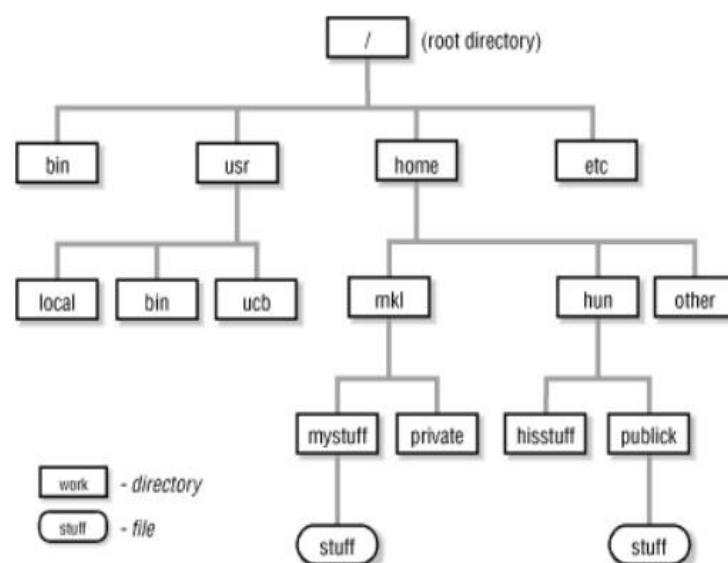 / (root directory)
bin usr home etc
local bin ucb mkl hun other
mystuff private hisstuff publick
work - directory
stuff - file
stuff stuff